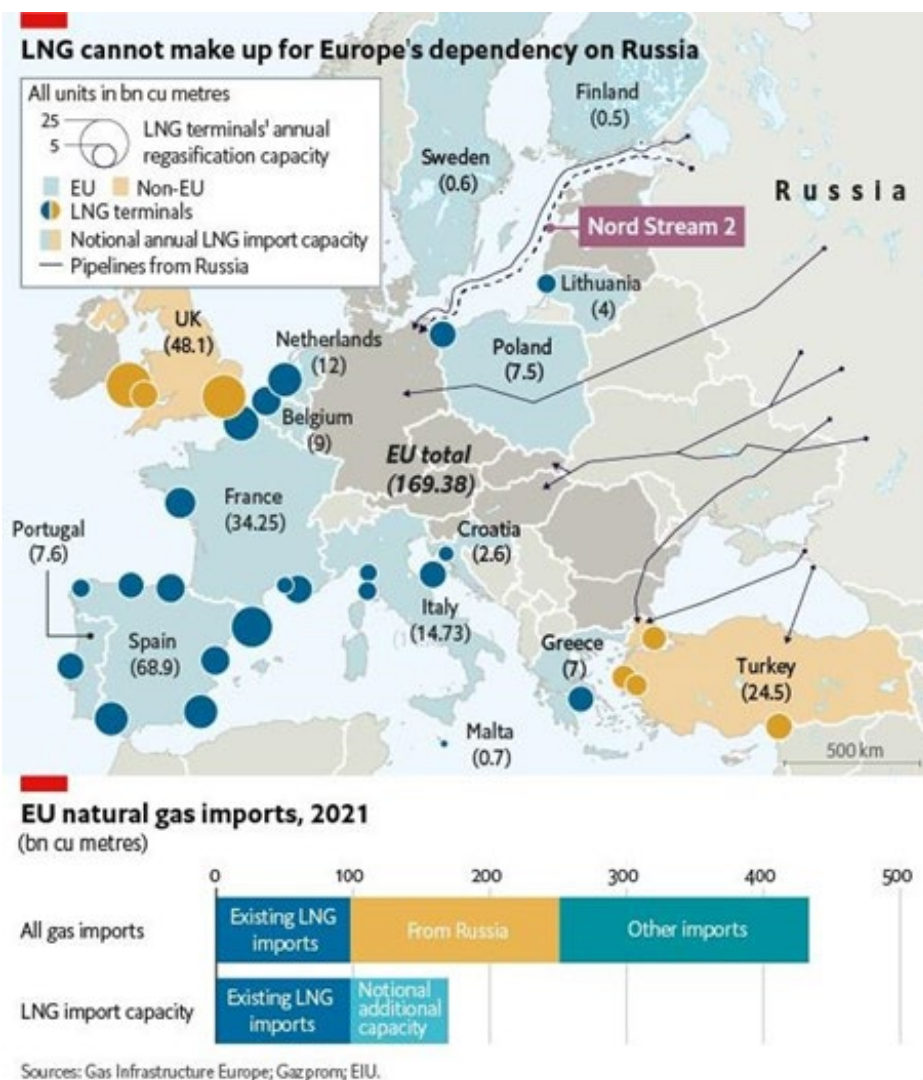 LNG cannot make up for Europe's dependency on Russia
All units in bn cu metres
25
5
LNG terminals' annual
regasification capacity
EU
Non-EU
LNG terminals
Notional annual LNG import capacity
Pipelines from Russia
Finland
(0.5)
Sweden
(0.6)
Russia
Nord Stream 2
Lithuania
(4)
UK
(48.1)
Netherlands
(12)
Poland
(7.5)
Belgium
(9)
EU total
(169.38)
France
(34.25)
Portugal
(7.6)
Croatia
(2.6)
Italy
(14.73)
Spain
(68.9)
Greece
(7)
Turkey
(24.5)
Malta
(0.7)
500 km
EU natural gas imports, 2021
(bn cu metres)
0 100 200 300 400 500
All gas imports
Existing LNG
imports
From Russia
Other imports
LNG import capacity
Existing LNG
imports
Notional
additional
capacity
Sources: Gas Infrastructure Europe; Gazprom; EIU.